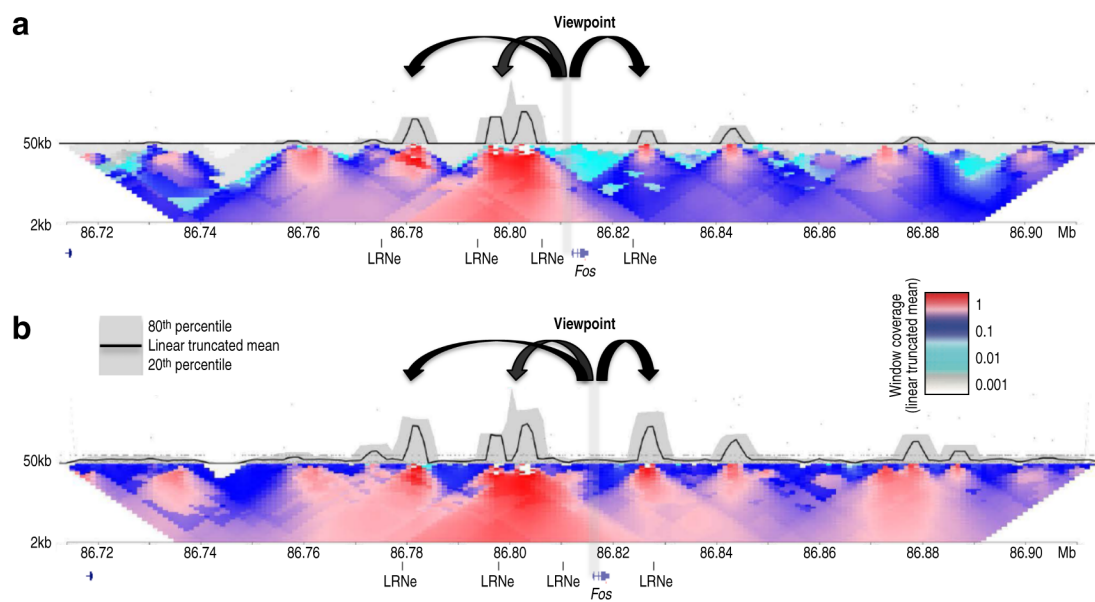 a
Viewpoint
50kb
2kb
86.72 86.74 86.76 86.78 86.80 86.82 86.84 86.86 86.88 86.90 Mb
LRNe LRNe LRNe LRNe
Fos
b
80th percentile
Linear truncated mean
20th percentile
Viewpoint
Window coverage
(linear truncated mean)
1
0.1
0.01
0.001
50kb
2kb
86.72 86.74 86.76 86.78 86.80 86.82 86.84 86.86 86.88 86.90 Mb
LRNe LRNe LRNe LRNe
Fos